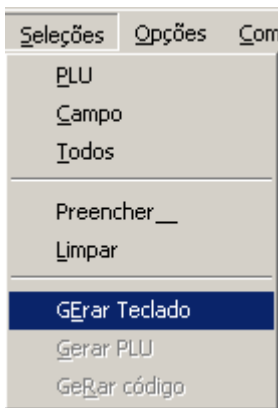 Seleções Opções Com
PLU
Campo
Todos
Preencher__
Limpar
GErar Teclado
Gerar PLU
GeRar código